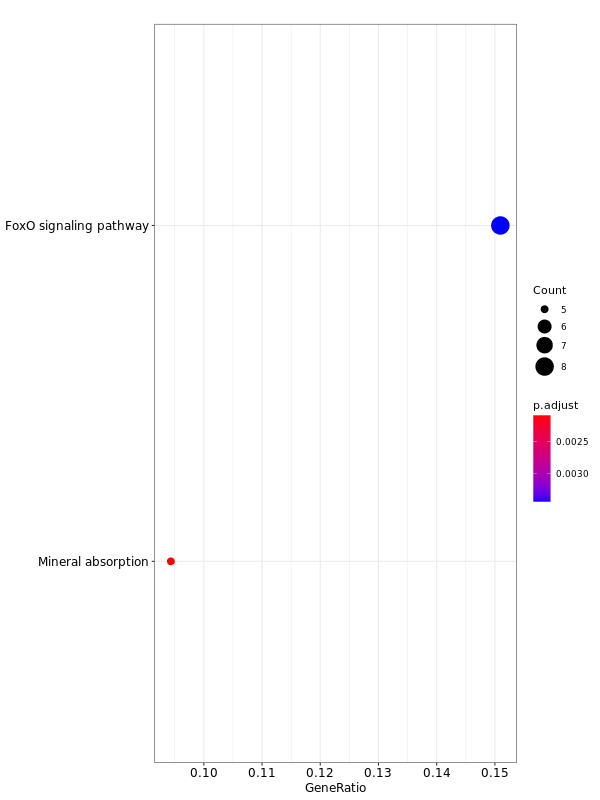 FoxO signaling pathway
Mineral absorption
0.10 0.11 0.12 0.13 0.14 0.15
GeneRatio
Count
5
6
7
8
p.adjust
0.0025
0.0030